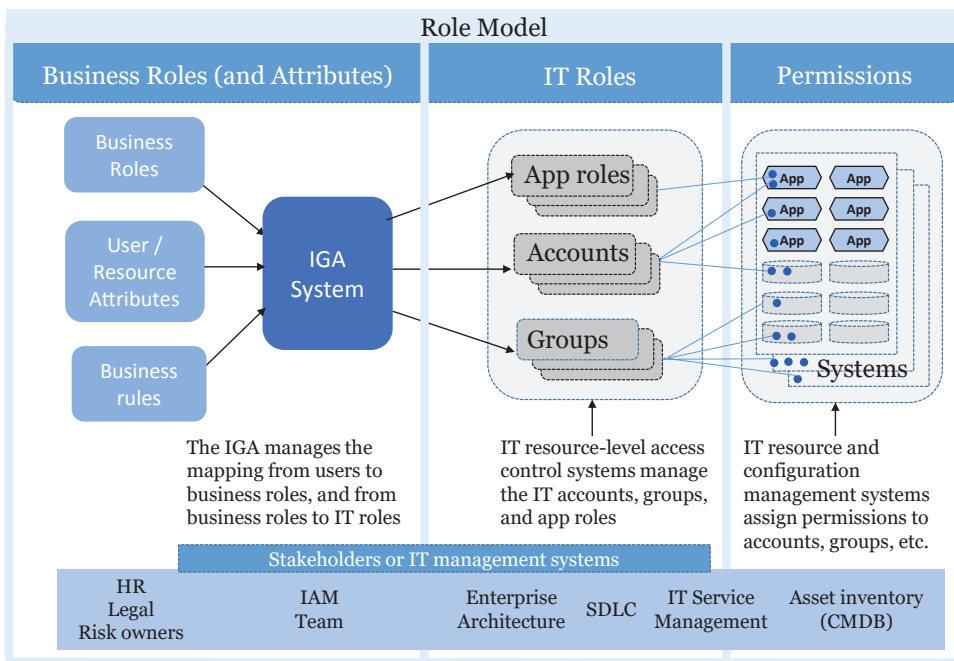 Role Model
Business Roles (and Attributes)
IT Roles
Permissions
Business
Roles
User /
Resource
Attributes
Business
rules
IGA
System
App roles
Accounts
Groups
App
App
App
App
App
App
Systems
The IGA manages the
mapping from users to
business roles, and from
business roles to IT roles
IT resource-level access
control systems manage
the IT accounts, groups,
and app roles
IT resource and
configuration
management systems
assign permissions to
accounts, groups, etc.
Stakeholders or IT management systems
HR
Legal
Risk owners
IAM
Team
Enterprise
Architecture
SDLC
IT Service
Management
Asset inventory
(CMDB)